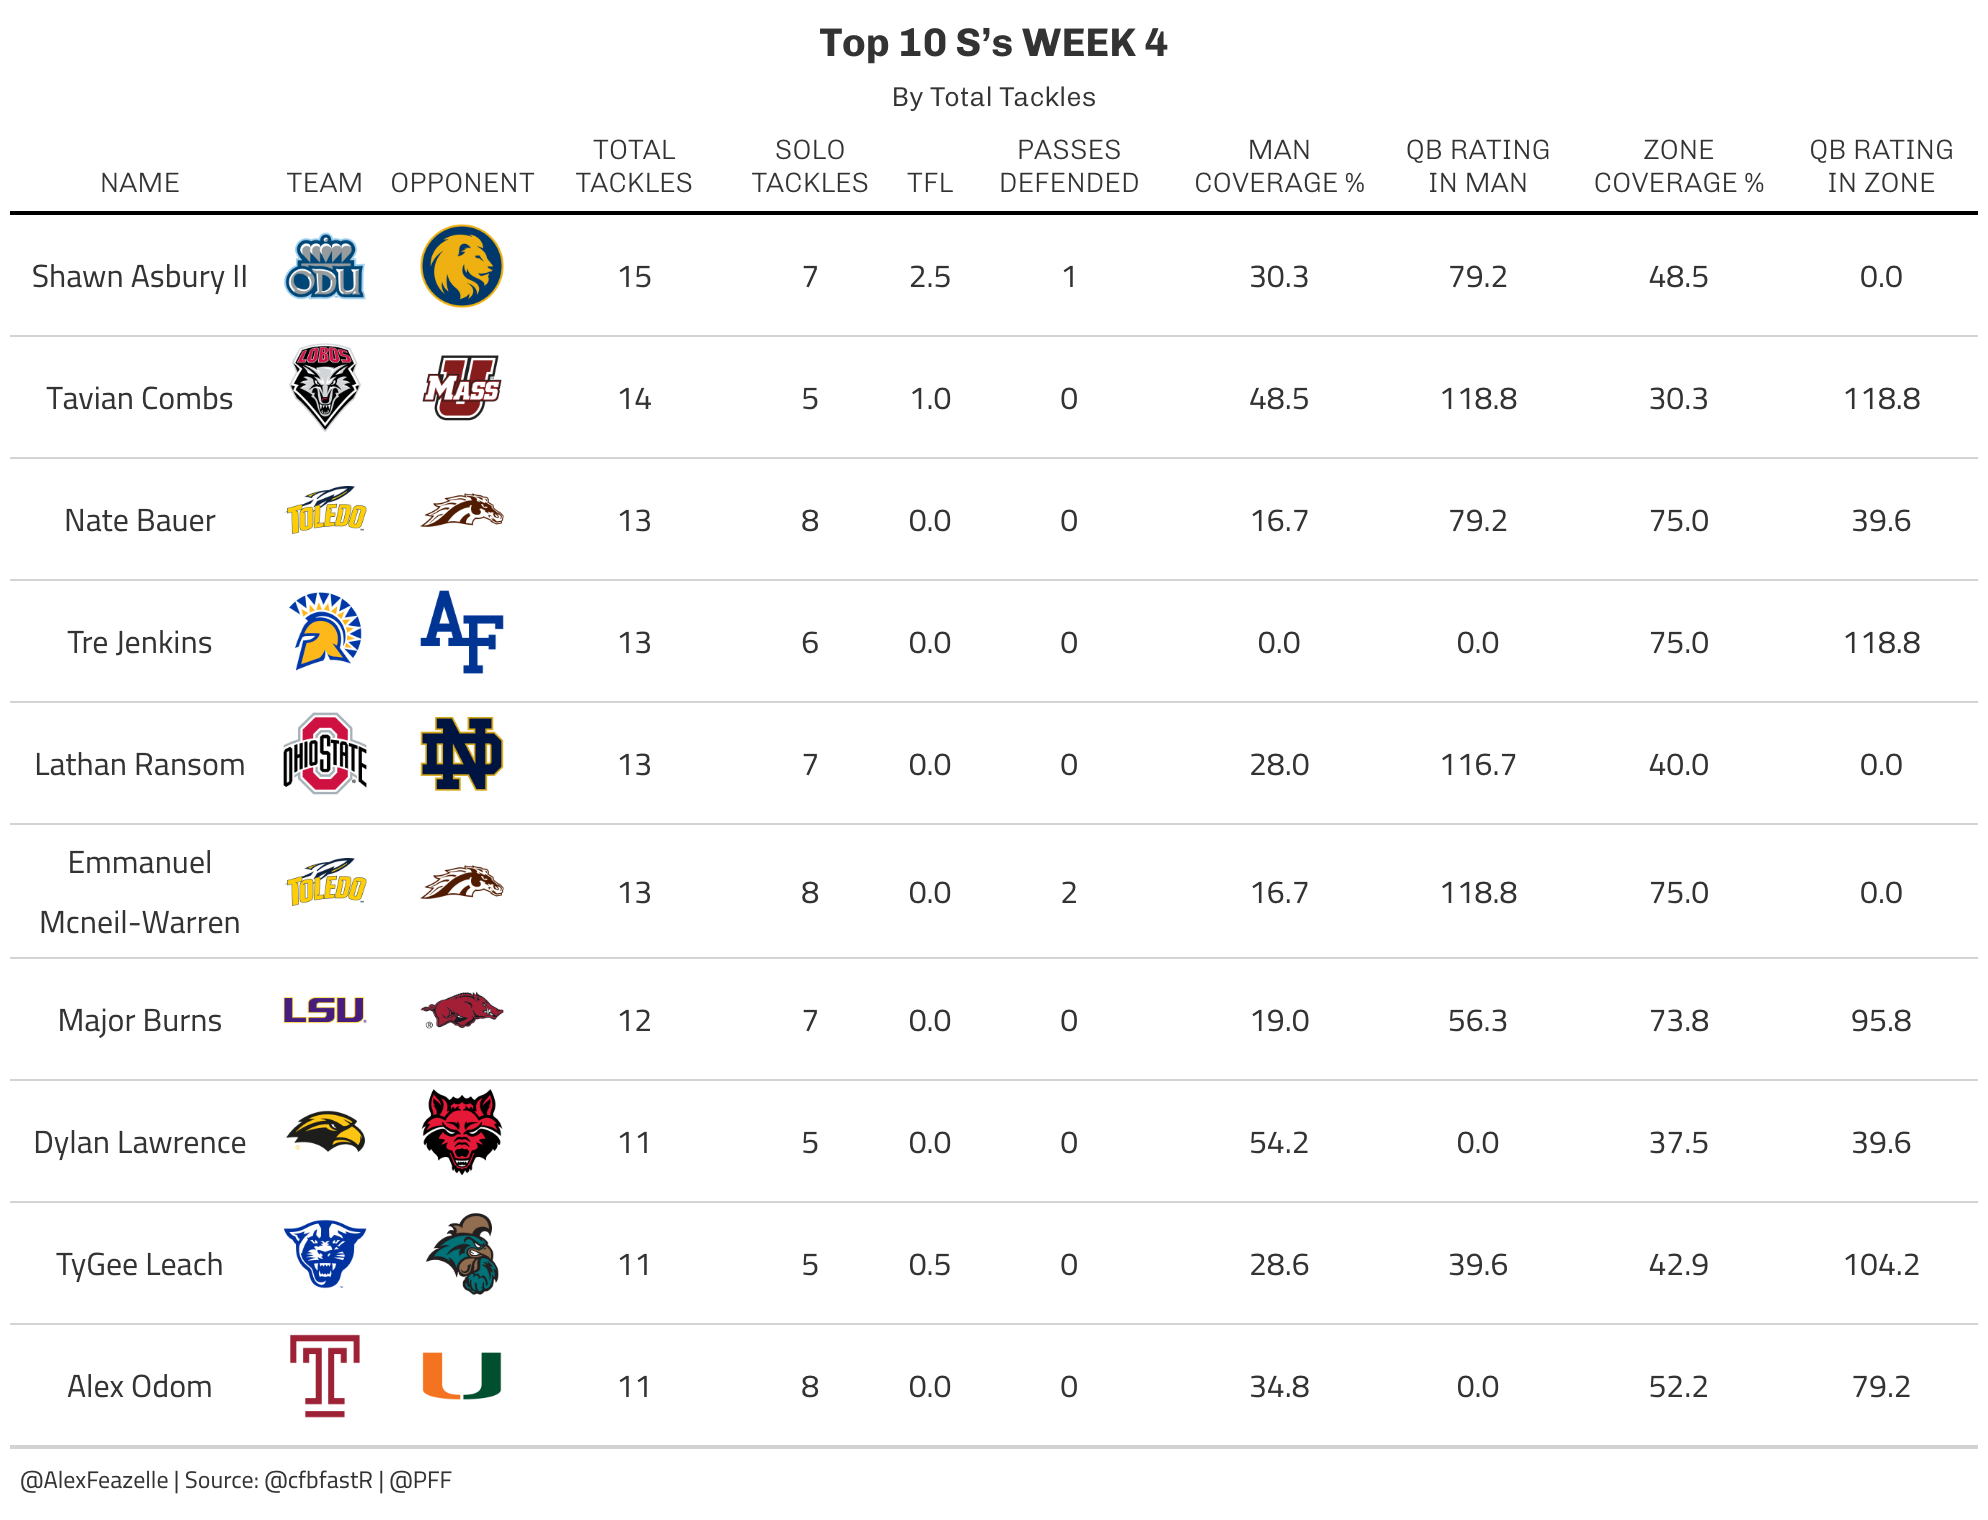 Top 10 S’s WEEK 4
By Total Tackles
NAME TEAM OPPONENT TOTAL TACKLES SOLO TACKLES TFL PASSES DEFENDED MAN COVERAGE % QB RATING IN MAN ZONE COVERAGE % QB RATING IN ZONE
Shawn Asbury II ODU 15 7 2.5 1 30.3 79.2 48.5 0.0
Tavian Combs LOBOS UMASS 14 5 1.0 0 48.5 118.8 30.3 118.8
Nate Bauer TOLEDO 13 8 0.0 0 16.7 79.2 75.0 39.6
Tre Jenkins AF 13 6 0.0 0 0.0 0.0 75.0 118.8
Lathan Ransom OHIO STATE ND 13 7 0.0 0 28.0 116.7 40.0 0.0
Emmanuel
Mcneil-Warren TOLEDO 13 8 0.0 2 16.7 118.8 75.0 0.0
Major Burns LSU ® 12 7 0.0 0 19.0 56.3 73.8 95.8
Dylan Lawrence 11 5 0.0 0 54.2 0.0 37.5 39.6
TyGee Leach 11 5 0.5 0 28.6 39.6 42.9 104.2
Alex Odom T U 11 8 0.0 0 34.8 0.0 52.2 79.2
@AlexFeazelle | Source: @cfbfastR | @PFF